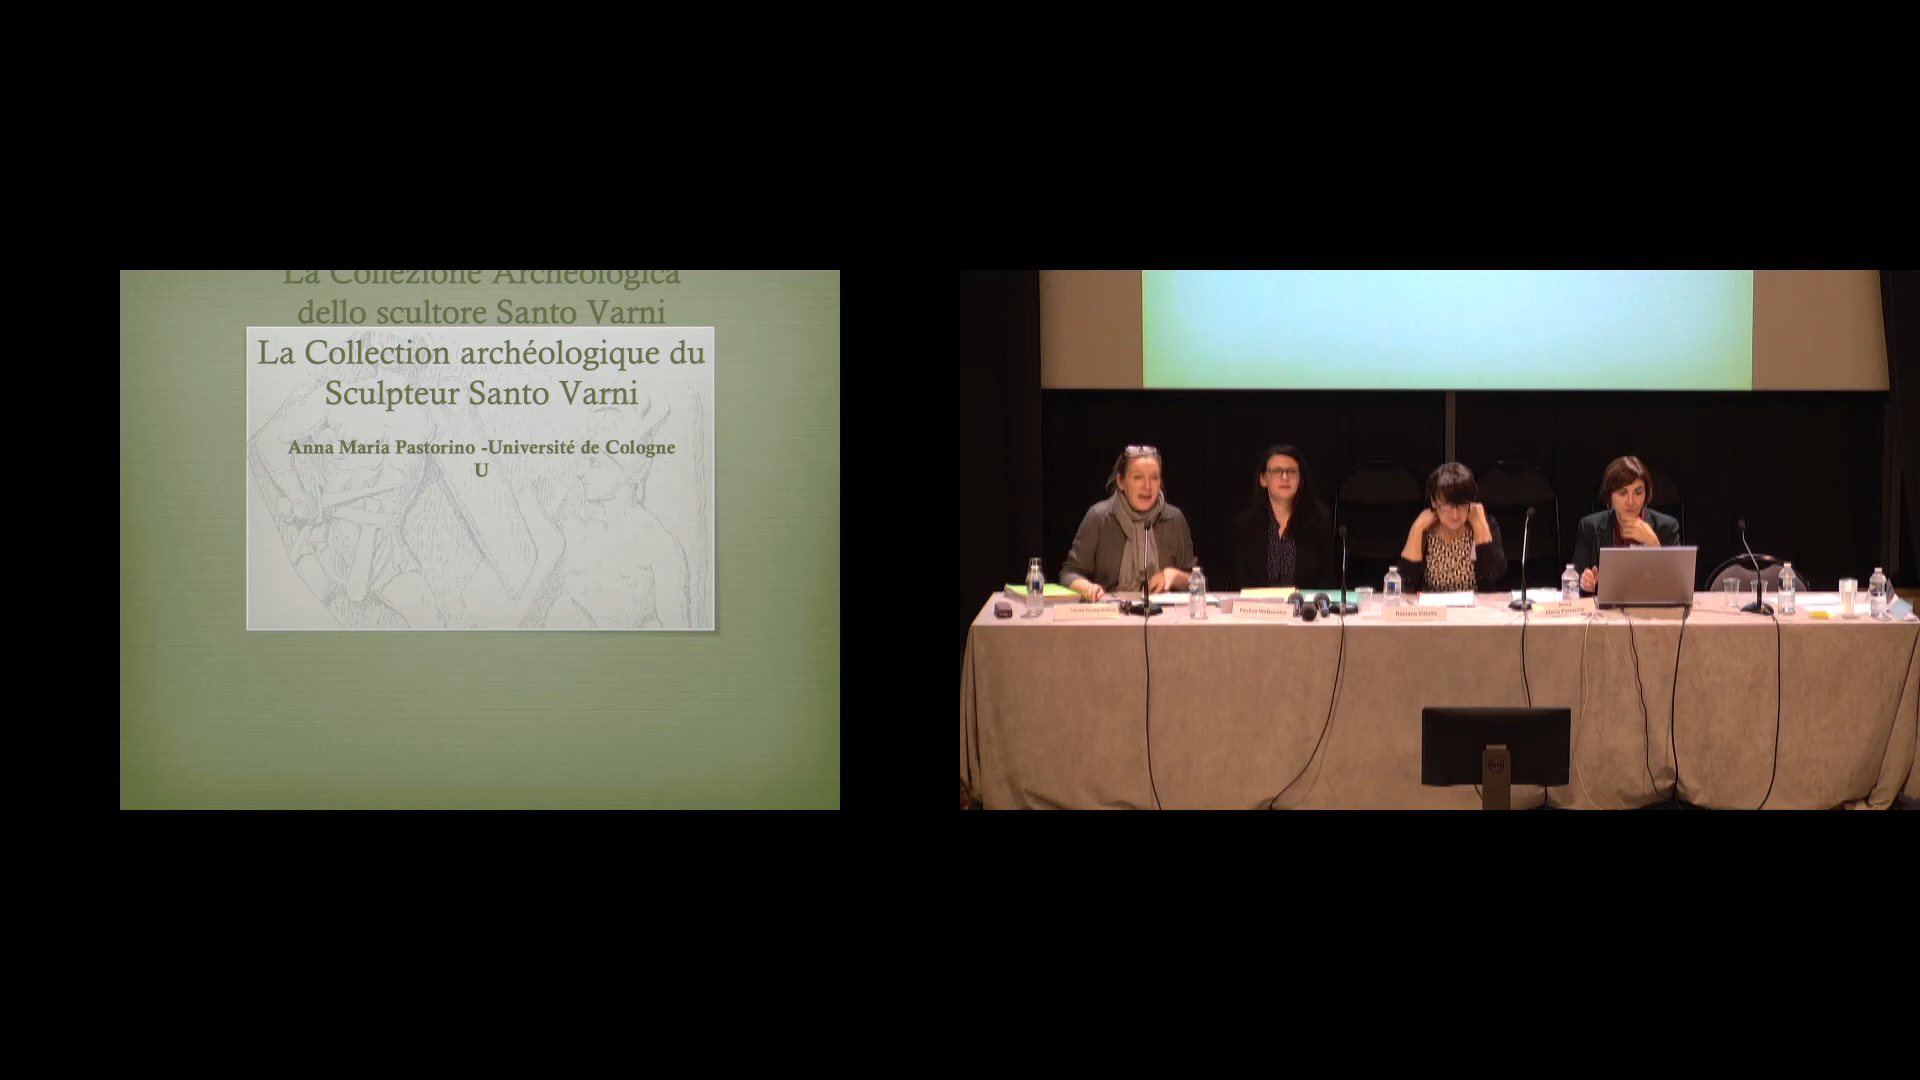 La Collezione Archeologica
dello scultore Santo Varni
La Collection archéologique du
Sculpteur Santo Varni
Anna Maria Pastorino -Université de Cologne
U